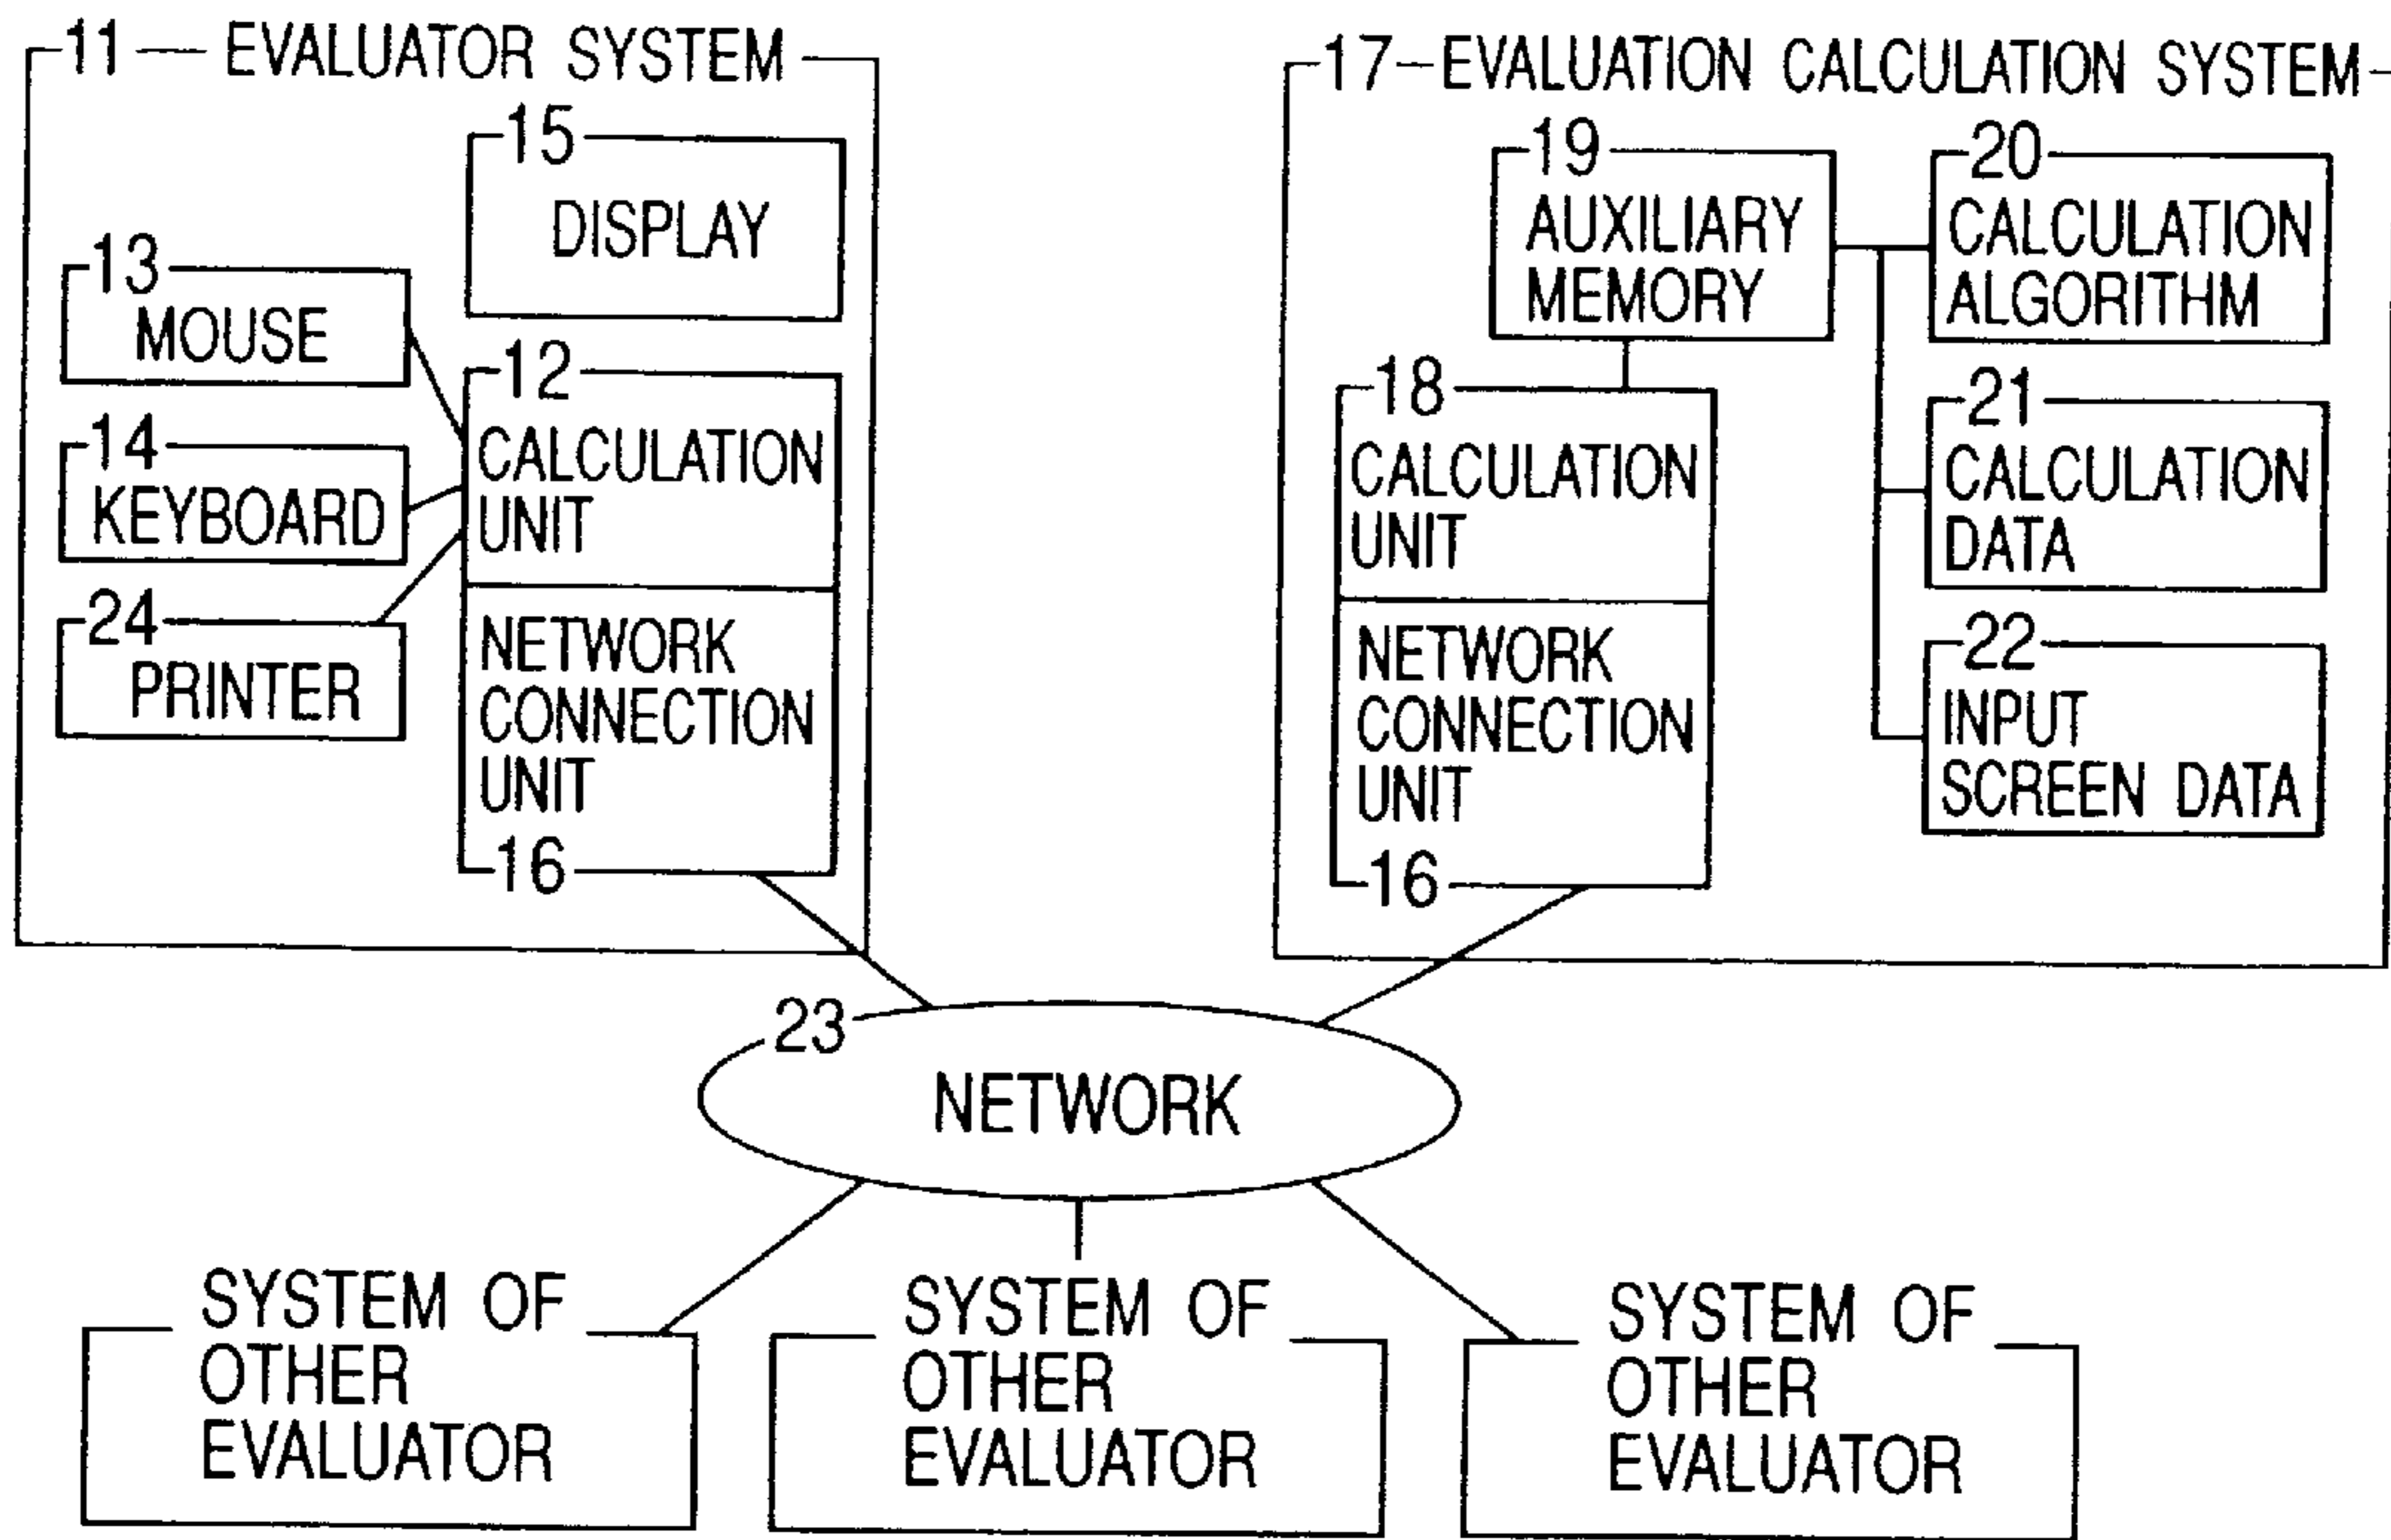 11 EVALUATOR SYSTEM
15
DISPLAY
13
MOUSE
12
CALCULATION
UNIT
14
KEYBOARD
24
PRINTER
NETWORK
CONNECTION
UNIT
16
17 EVALUATION CALCULATION SYSTEM
19
AUXILIARY
MEMORY
20
CALCULATION
ALGORITHM
18
CALCULATION
UNIT
21
CALCULATION
DATA
NETWORK
CONNECTION
UNIT
16
22
INPUT
SCREEN DATA
23
NETWORK
SYSTEM OF
OTHER
EVALUATOR
SYSTEM OF
OTHER
EVALUATOR
SYSTEM OF
OTHER
EVALUATOR